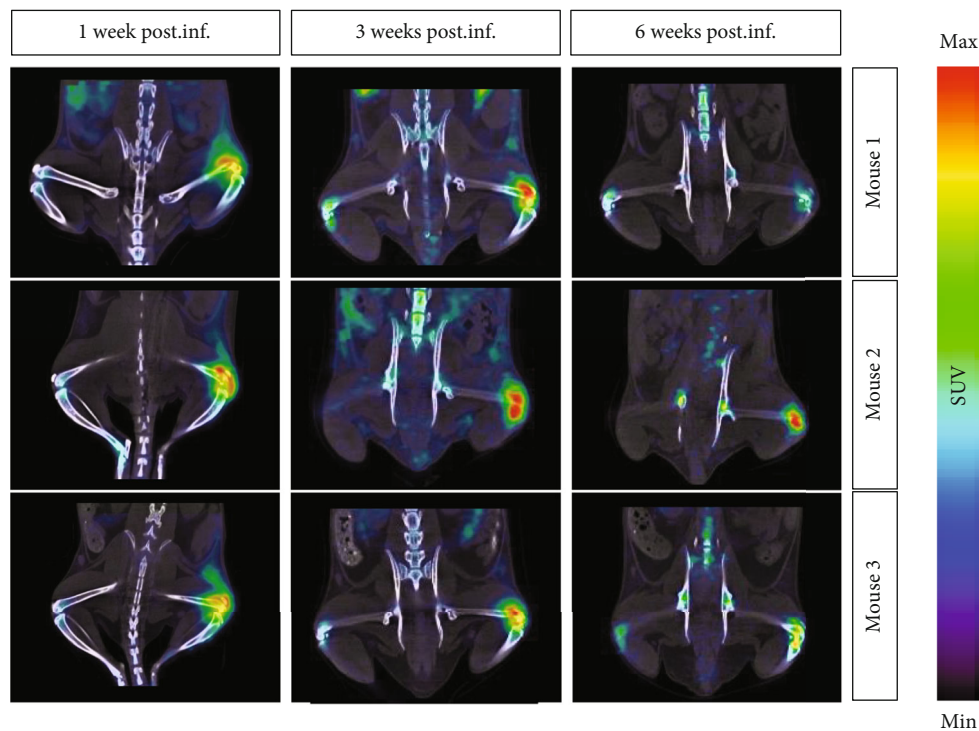 1 week post.inf.
3 weeks post.inf.
6 weeks post.inf.
Mouse 1
Mouse 2
Mouse 3
Max
SUV
Min